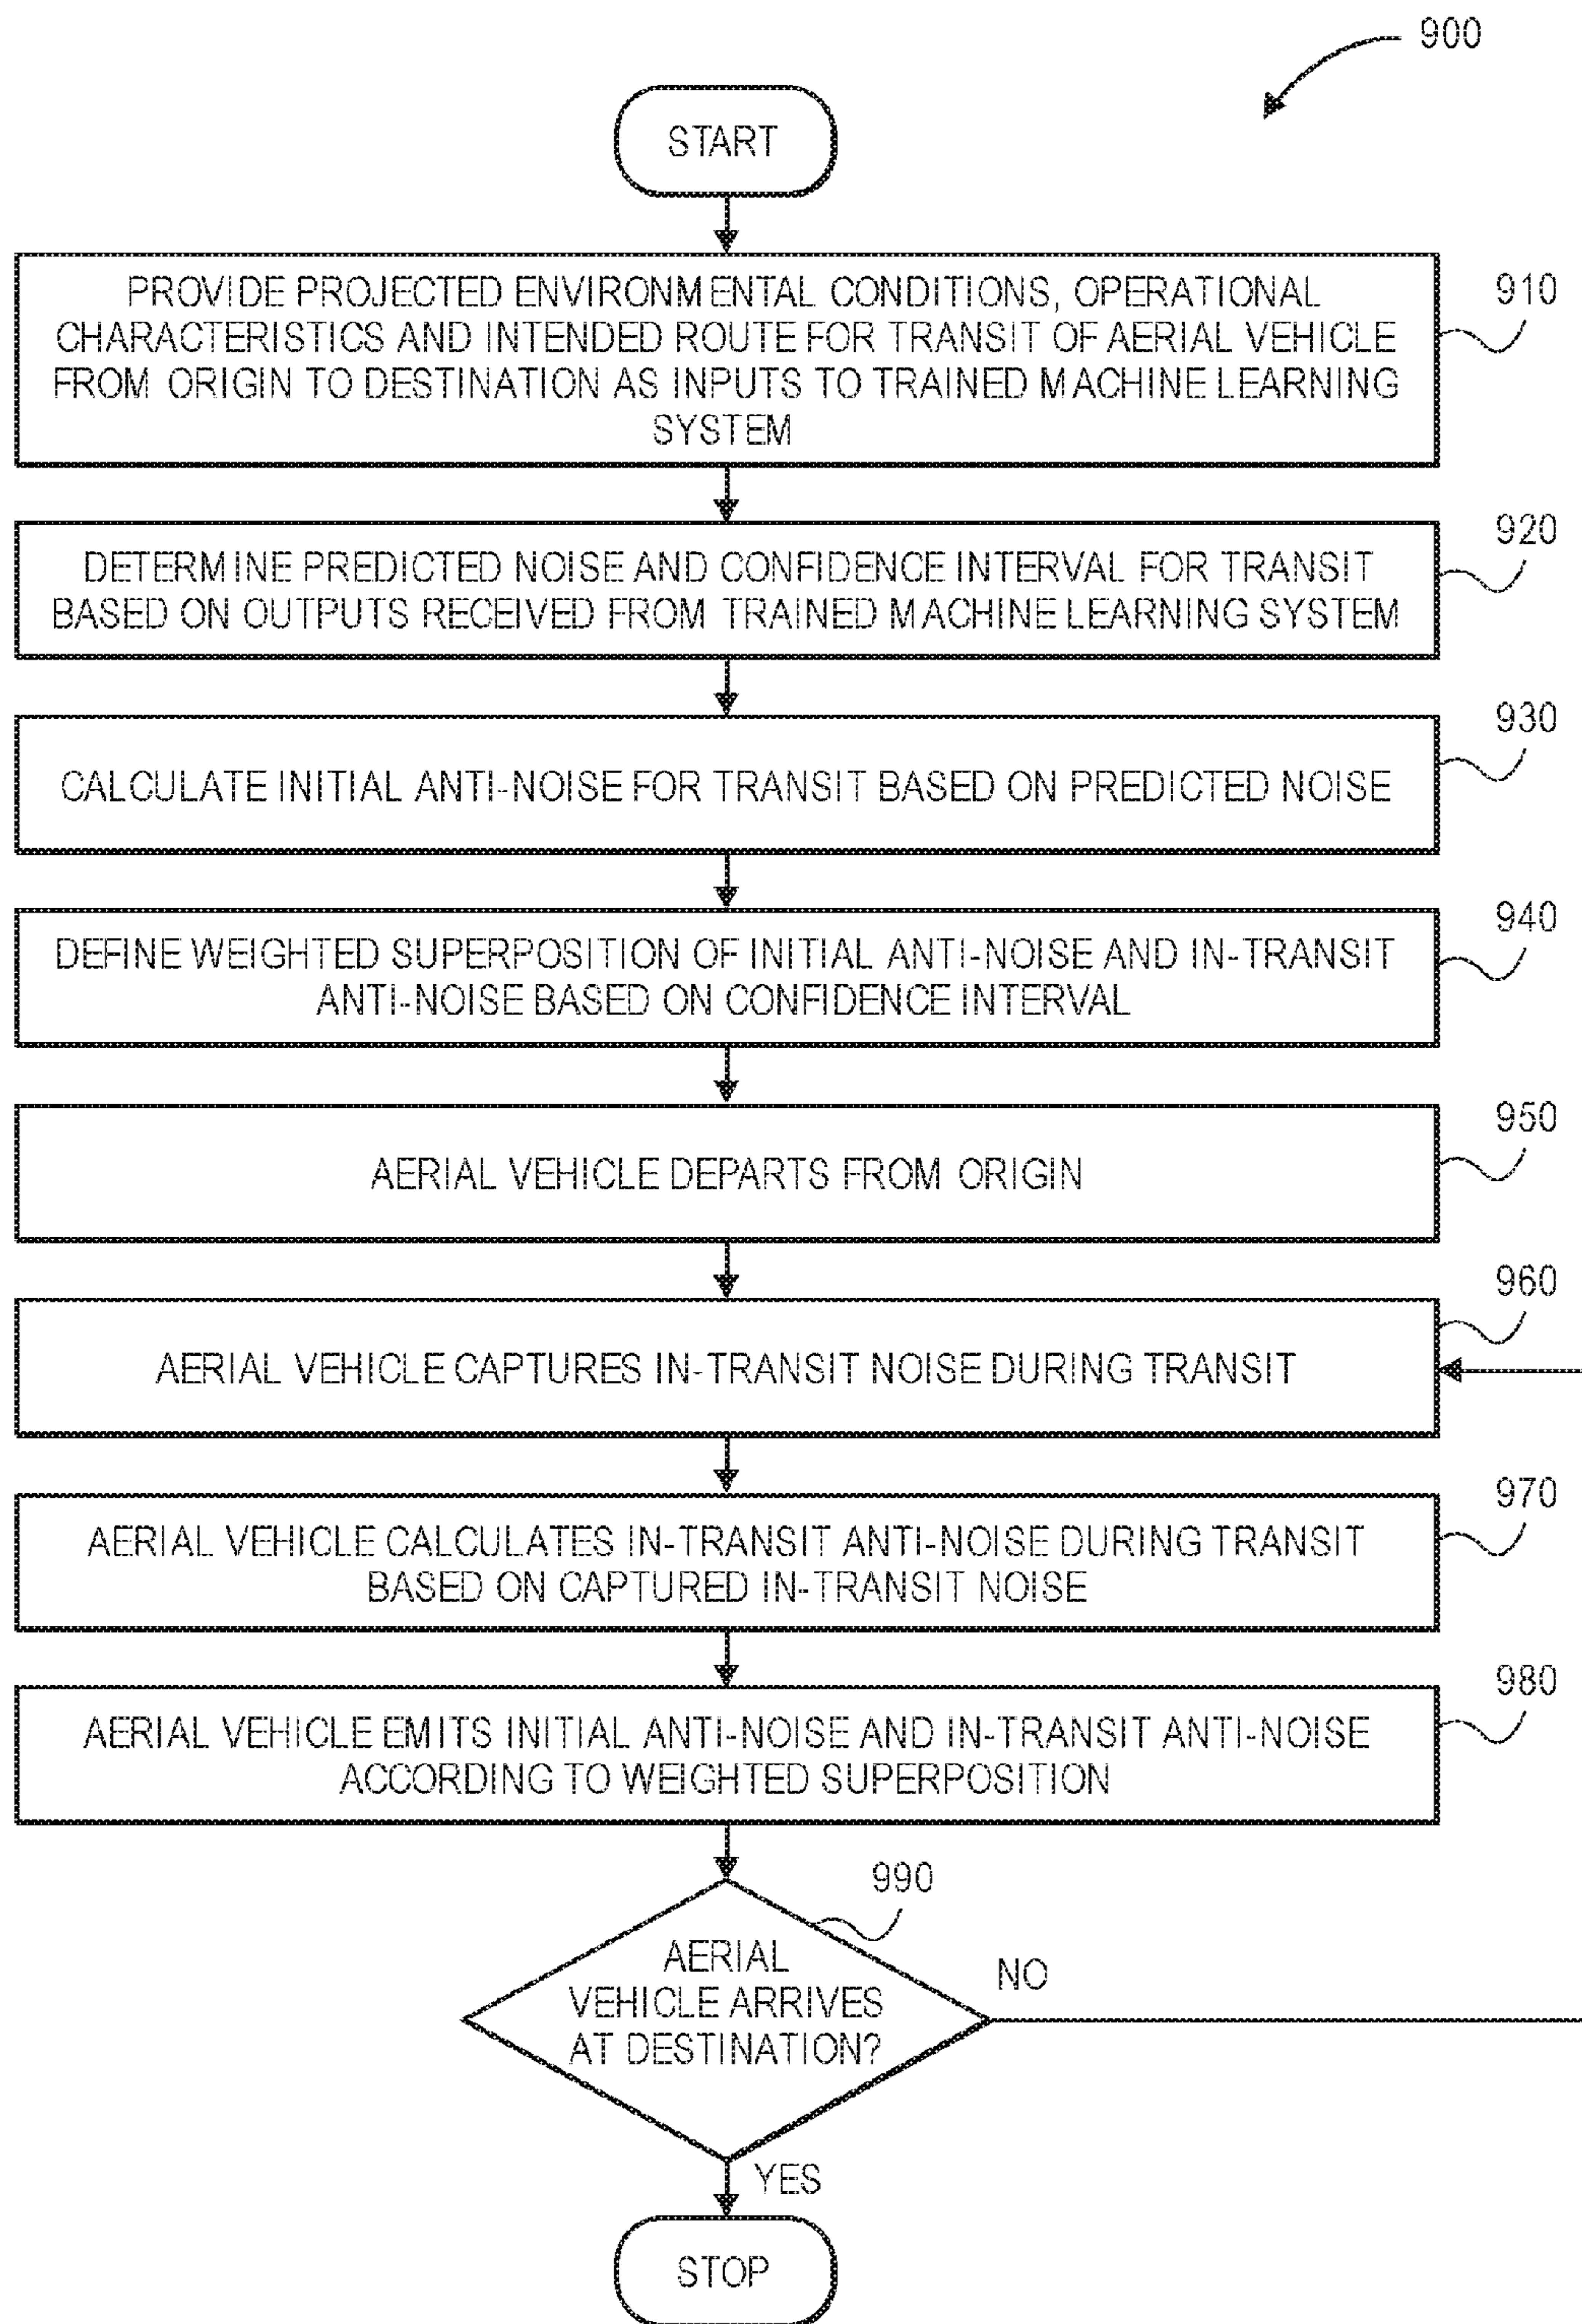 900
START
PROVIDE PROJECTED ENVIRONMENTAL CONDITIONS, OPERATIONAL
CHARACTERISTICS AND INTENDED ROUTE FOR TRANSIT OF AERIAL VEHICLE
FROM ORIGIN TO DESTINATION AS INPUTS TO TRAINED MACHINE LEARNING
SYSTEM
910
DETERMINE PREDICTED NOISE AND CONFIDENCE INTERVAL FOR TRANSIT
BASED ON OUTPUTS RECEIVED FROM TRAINED MACHINE LEARNING SYSTEM
920
CALCULATE INITIAL ANTI-NOISE FOR TRANSIT BASED ON PREDICTED NOISE
930
DEFINE WEIGHTED SUPERPOSITION OF INITIAL ANTI-NOISE AND IN-TRANSIT
ANTI-NOISE BASED ON CONFIDENCE INTERVAL
940
AERIAL VEHICLE DEPARTS FROM ORIGIN
950
AERIAL VEHICLE CAPTURES IN-TRANSIT NOISE DURING TRANSIT
960
AERIAL VEHICLE CALCULATES IN-TRANSIT ANTI-NOISE DURING TRANSIT
BASED ON CAPTURED IN-TRANSIT NOISE
970
AERIAL VEHICLE EMITS INITIAL ANTI-NOISE AND IN-TRANSIT ANTI-NOISE
ACCORDING TO WEIGHTED SUPERPOSITION
980
990
AERIAL
VEHICLE ARRIVES
AT DESTINATION?
NO
YES
STOP